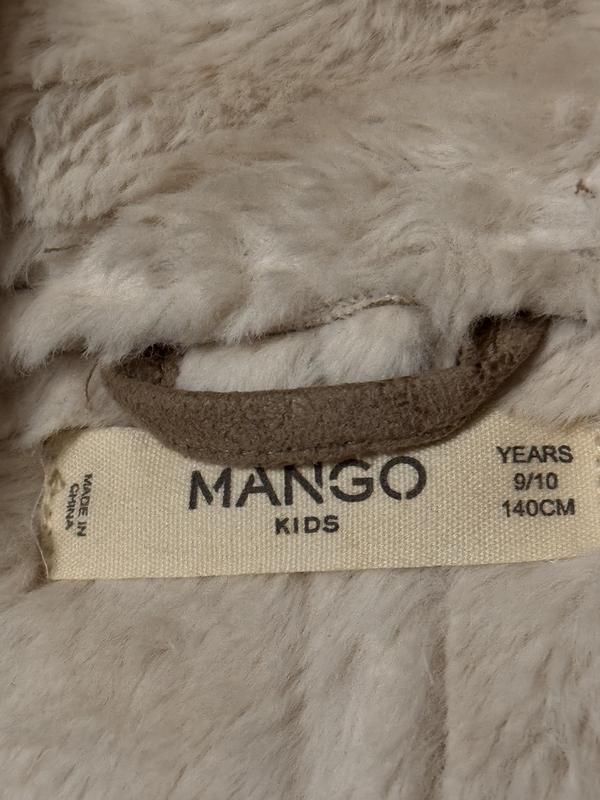 MADE IN
CHINA
MANGO
KIDS
YEARS
9/10
140CM